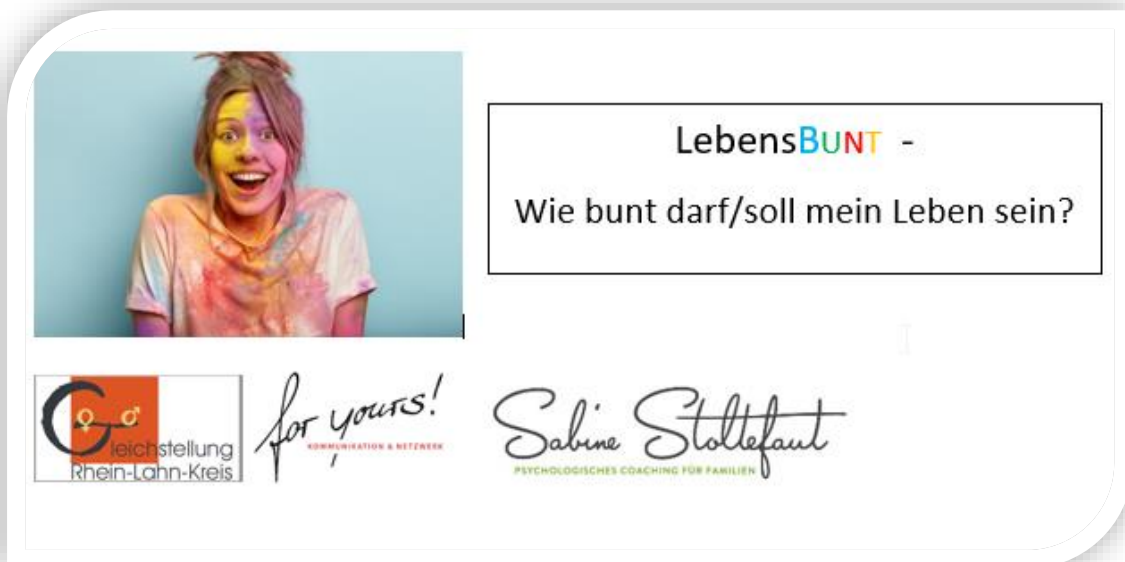 LebensBUNT -
Wie bunt darf/soll mein Leben sein?
Gleichstellung
Rhein-Lahn-Kreis
for yours!
KOMMUNIKATION & NETZWERK
Sabine Stoltefaut
PSYCHOLOGISCHES COACHING FÜR FAMILIEN